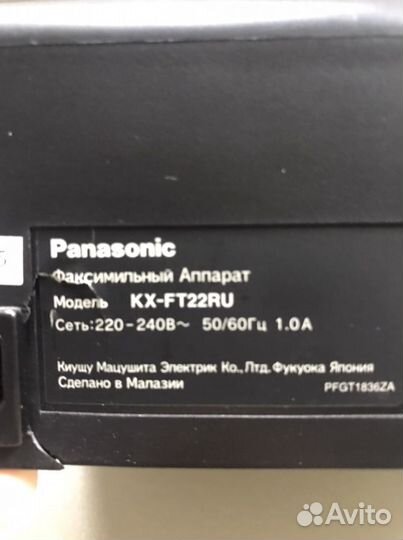 Panasonic
Факсимильный Аппарат
Модель KX-FT22RU
Сеть:220-240В~ 50/60Гц 1.0А
Киушу Мацушита Электрик Ко., Лтд. Фукуока Япония
Сделано в Малазии PFGT1836ZA
Avito